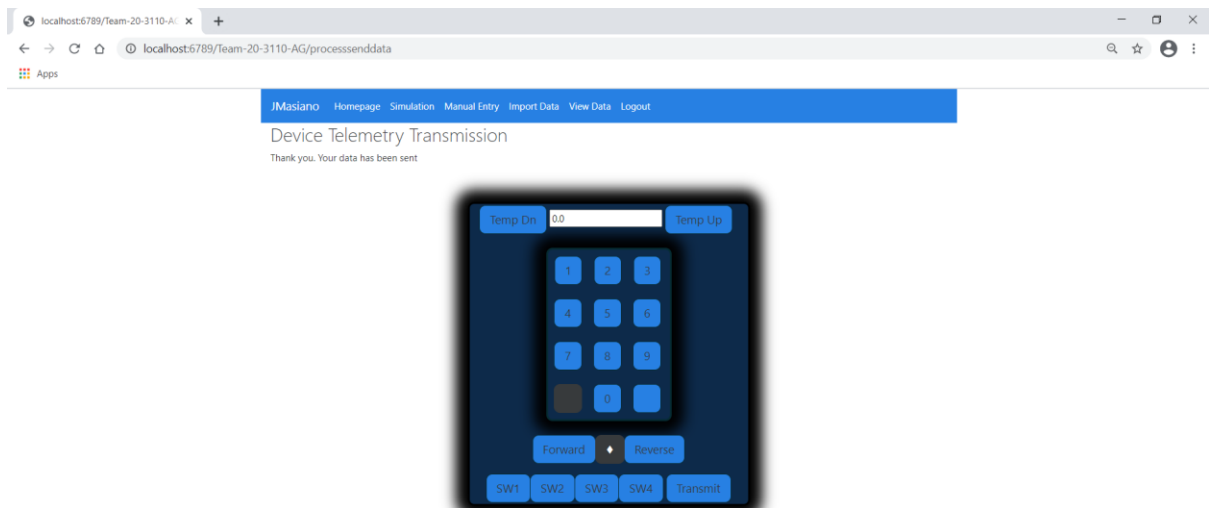 localhost:6789/Team-20-3110-AG
localhost:6789/Team-20-3110-AG/processsenddata
Apps
JMasiano Homepage Simulation Manual Entry Import Data View Data Logout
Device Telemetry Transmission
Thank you. Your data has been sent
Temp Dn 0.0 Temp Up
1 2 3
4 5 6
7 8 9
0
Forward ♦ Reverse
SW1 SW2 SW3 SW4 Transmit